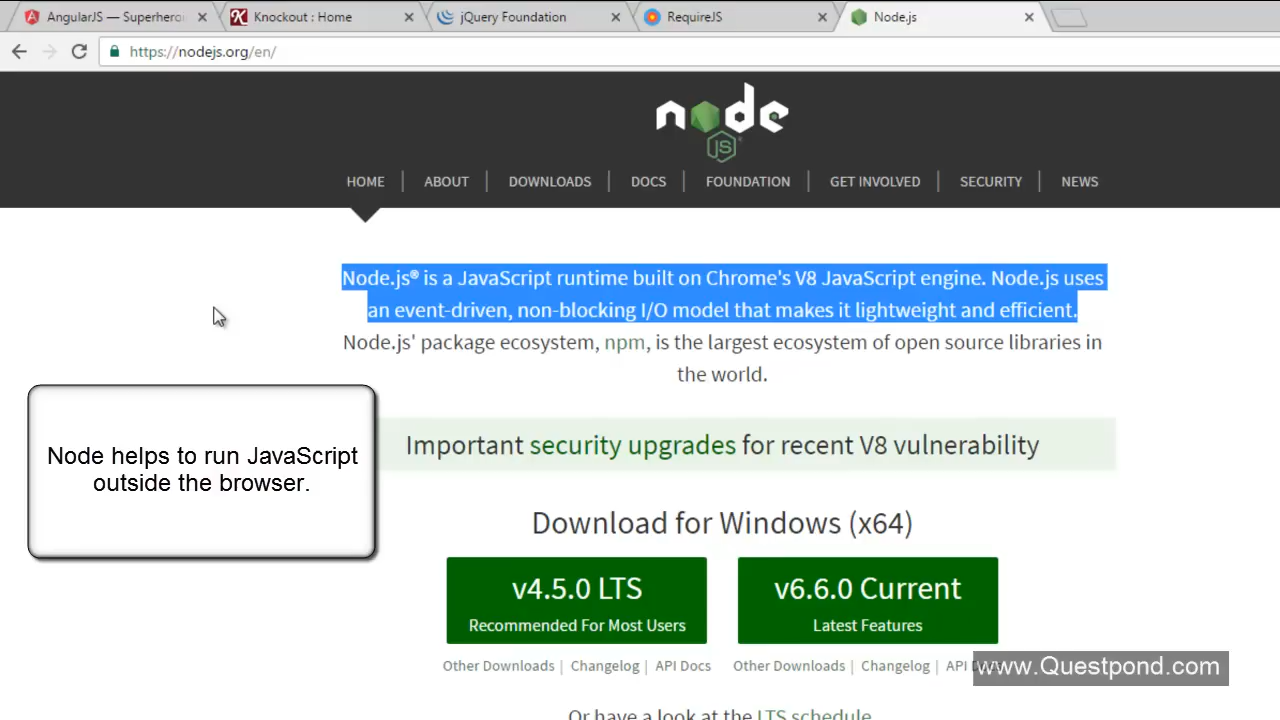 AngularJS — Superhero
Knockout : Home
jQuery Foundation
RequireJS
Node.js
https://nodejs.org/en/
node
JS
HOME | ABOUT | DOWNLOADS | DOCS | FOUNDATION | GET INVOLVED | SECURITY | NEWS
Node.js® is a JavaScript runtime built on Chrome's V8 JavaScript engine. Node.js uses
an event-driven, non-blocking I/O model that makes it lightweight and efficient.
Node.js' package ecosystem, npm, is the largest ecosystem of open source libraries in
the world.
Node helps to run JavaScript
outside the browser.
Important security upgrades for recent V8 vulnerability
Download for Windows (x64)
v4.5.0 LTS
Recommended For Most Users
v6.6.0 Current
Latest Features
Other Downloads | Changelog | API Docs
Other Downloads | Changelog | API
www.Questpond.com
Or have a look at the LTS schedule.